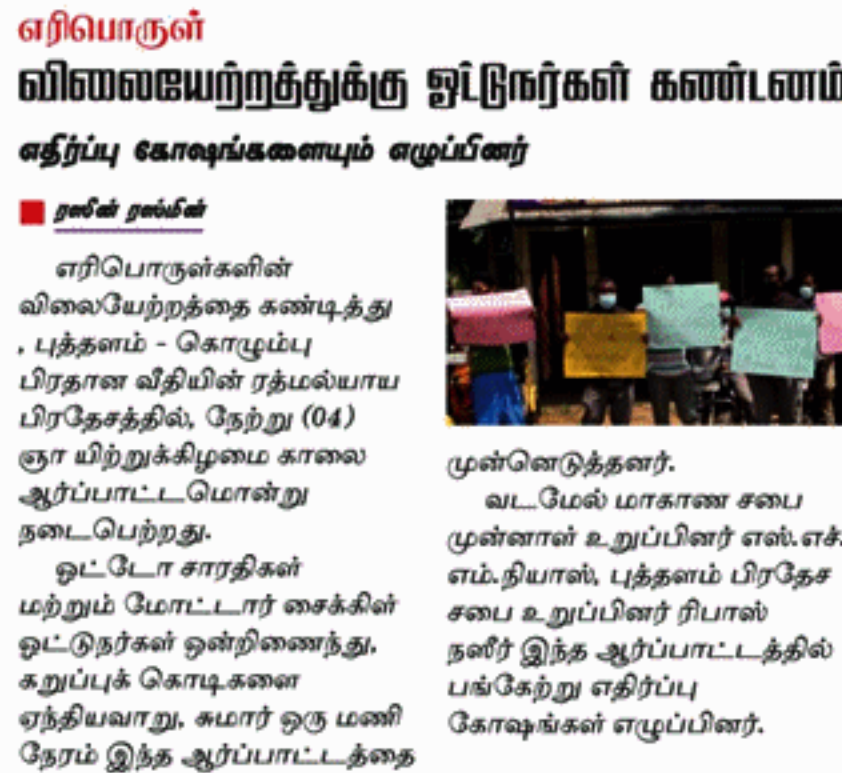 எரிபொருள்
விலையேற்றத்துக்கு ஓட்டுநர்கள் கண்டனம்
எதிர்ப்பு கோஷங்களையும் எழுப்பினர்
ரஸீன் ரஸ்மின்
எரிபொருள்களின்
விலையேற்றத்தை கண்டித்து
, புத்தளம் - கொழும்பு
பிரதான வீதியின் ரத்மல்யாய
பிரதேசத்தில், நேற்று (04)
ஞா யிற்றுக்கிழமை காலை
ஆர்ப்பாட்டமொன்று
நடைபெற்றது.
ஓட்டோ சாரதிகள்
மற்றும் மோட்டார் சைக்கிள்
ஓட்டுநர்கள் ஒன்றிணைந்து,
கறுப்புக் கொடிகளை
ஏந்தியவாறு, சுமார் ஒரு மணி
நேரம் இந்த ஆர்ப்பாட்டத்தை
முன்னெடுத்தனர்.
வடமேல் மாகாண சபை
முன்னாள் உறுப்பினர் எஸ்.எச்.
எம்.நியாஸ், புத்தளம் பிரதேச
சபை உறுப்பினர் ரிபாஸ்
நஸீர் இந்த ஆர்ப்பாட்டத்தில்
பங்கேற்று எதிர்ப்பு
கோஷங்கள் எழுப்பினர்.